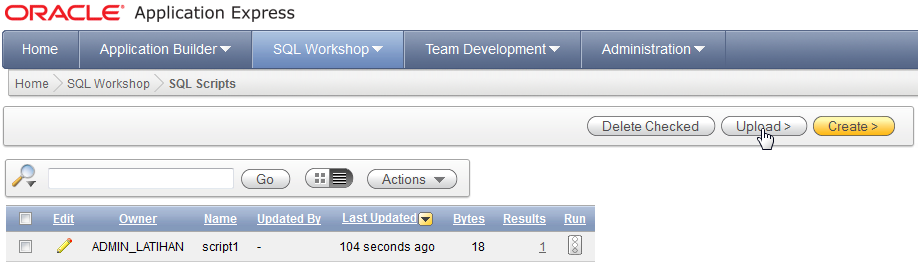 ORACLE Application Express
Home Application Builder SQL Workshop Team Development Administration
Home SQL Workshop SQL Scripts
Delete Checked Upload > Create >
Go Actions
Edit Owner Name Updated By Last Updated Bytes Results Run
ADMIN_LATIHAN script1 - 104 seconds ago 18 1